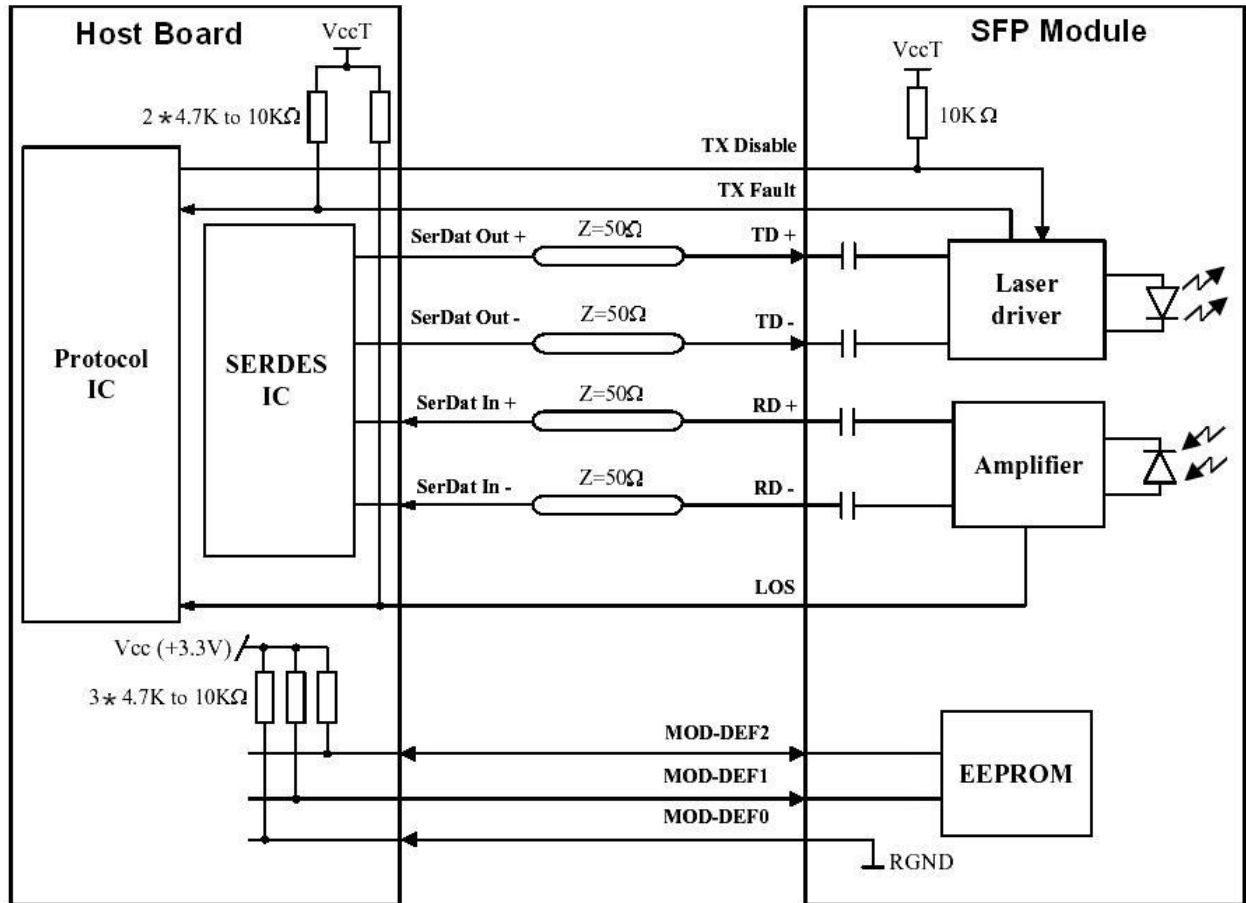 Host Board
SFP Module
VccT
VccT
2 * 4.7K to 10KΩ
10K Ω
TX Disable
TX Fault
SerDat Out +
Z=50Ω
TD +
Laser
driver
SerDat Out -
Z=50Ω
TD -
Protocol
IC
SERDES
IC
SerDat In +
Z=50Ω
RD +
Amplifier
SerDat In -
Z=50Ω
RD -
LOS
Vcc (+3.3V)
3 * 4.7K to 10KΩ
MOD-DEF2
EEPROM
MOD-DEF1
MOD-DEF0
RGND